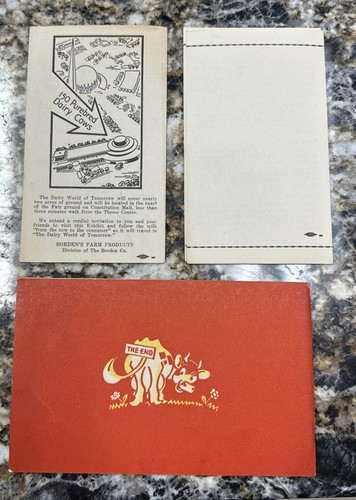 150 Purebred
Dairy Cows
The Dairy World of Tomorrow will cover nearly
two acres of ground and will be located in the heart
of the Fair ground on Constitution Mall, less than
three minutes walk from the Theme Centre.
We extend a cordial invitation to you and your
friends to visit this Exhibit and follow the milk
"from the cow to the consumer" as it will travel in
"The Dairy World of Tomorrow."
BORDEN'S FARM PRODUCTS
Division of The Borden Co.
THE END